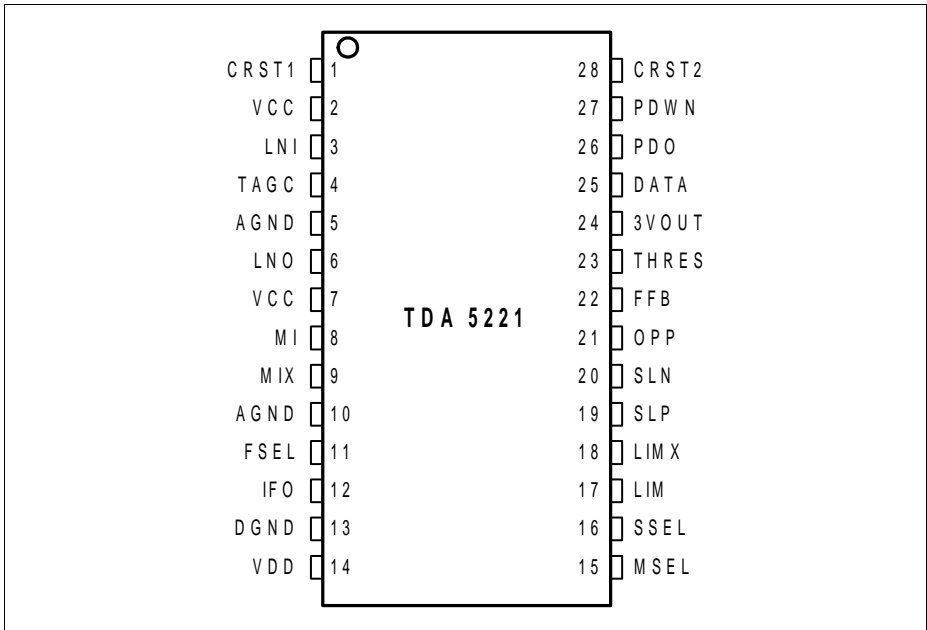 CRST1 1 28 CRST2
VCC 2 27 PDWN
LNI 3 26 PDO
TAGC 4 25 DATA
AGND 5 24 3VOUT
LNO 6 23 THRES
VCC 7 22 FFB
TDA 5221
MI 8 21 OPP
MIX 9 20 SLN
AGND 10 19 SLP
FSEL 11 18 LIMX
IFO 12 17 LIM
DGND 13 16 SSEL
VDD 14 15 MSEL